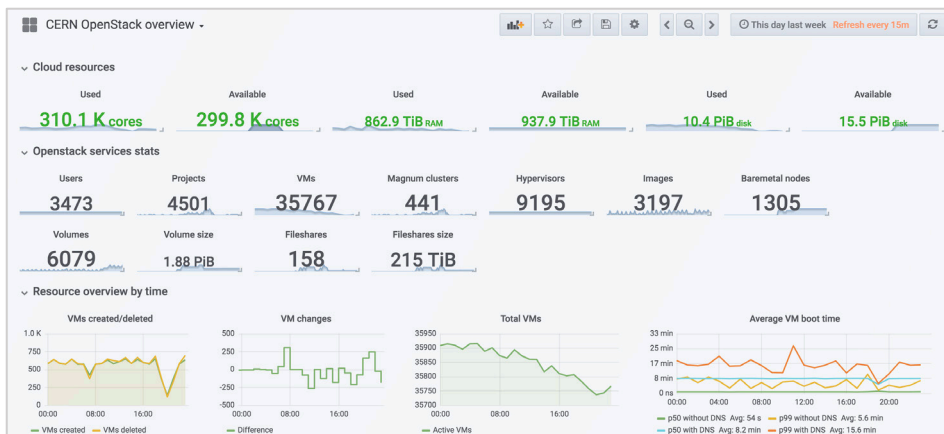 CERN OpenStack overview
This day last week Refresh every 15m
Cloud resources
Used Available Used Available Used Available
310.1 K cores 299.8 K cores 862.9 TiB RAM 937.9 TiB RAM 10.4 PiB disk 15.5 PiB disk
Openstack services stats
Users Projects VMs Magnum clusters Hypervisors Images Baremetal nodes
3473 4501 35767 441 9195 3197 1305
Volumes Volume size Fileshares Fileshares size
6079 1.88 PiB 158 215 TiB
Resource overview by time
VMs created/deleted
1.0 K
750
500
250
0
00:00 08:00 16:00
VMs created VMs deleted
VM changes
500
250
0
-250
-500
00:00 08:00 16:00
Difference
Total VMs
35950
35900
35850
35800
35750
35700
00:00 08:00 16:00
Active VMs
Average VM boot time
33 min
25 min
17 min
8 min
0 ns
00:00 04:00 08:00 12:00 16:00 20:00
p50 without DNS Avg: 54 s p99 without DNS Avg: 5.6 min
p50 with DNS Avg: 8.2 min p99 with DNS Avg: 15.6 min